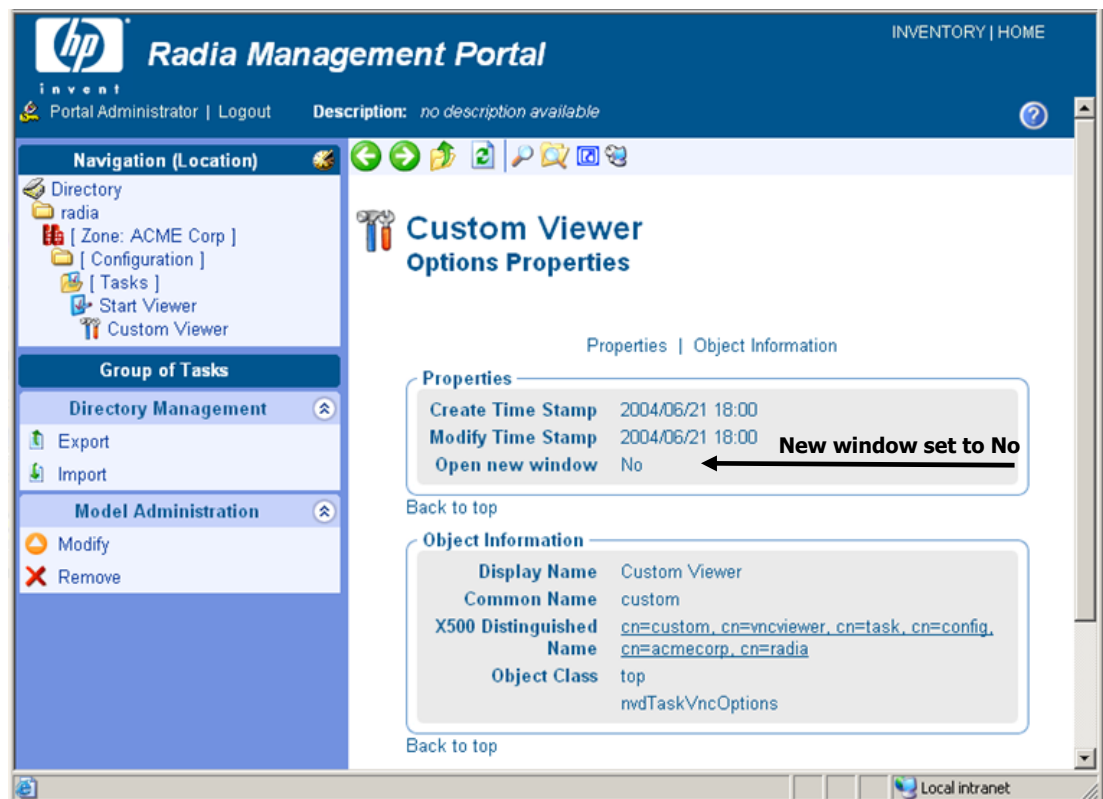 hp
invent
Radia Management Portal
INVENTORY | HOME
Portal Administrator | Logout
Description: no description available
?
Navigation (Location)
Directory
radia
[ Zone: ACME Corp ]
[ Configuration ]
[ Tasks ]
Start Viewer
Custom Viewer
Group of Tasks
Directory Management
Export
Import
Model Administration
Modify
Remove
Custom Viewer
Options Properties
Properties | Object Information
Properties
Create Time Stamp 2004/06/21 18:00
Modify Time Stamp 2004/06/21 18:00
Open new window No
New window set to No
Back to top
Object Information
Display Name Custom Viewer
Common Name custom
X500 Distinguished Name cn=custom, cn=vncviewer, cn=task, cn=config,
cn=acmecorp, cn=radia
Object Class top
nvdTaskVncOptions
Back to top
Local intranet